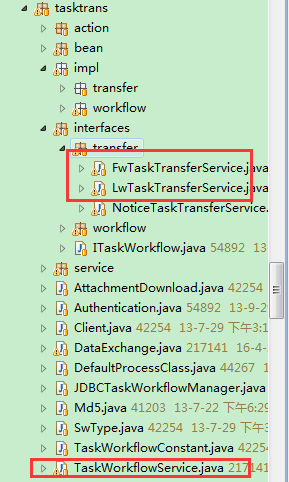 tasktrans
action
bean
impl
transfer
workflow
interfaces
transfer
FwTaskTransferService.java
LwTaskTransferService.java
NoticeTaskTransferService.
workflow
ITaskWorkflow.java 54892 13
service
AttachmentDownload.java 42254
Authentication.java 54892 13-9-2
Client.java 42254 13-7-29 下午3:1
DataExchange.java 217141 16-4-
DefaultProcessClass.java 44267 1
JDBCTaskWorkflowManager.java
Md5.java 41203 13-7-22 下午6:29
SwType.java 42254 13-7-29 下午
TaskWorkflowConstant.java 4225
TaskWorkflowService.java 217141